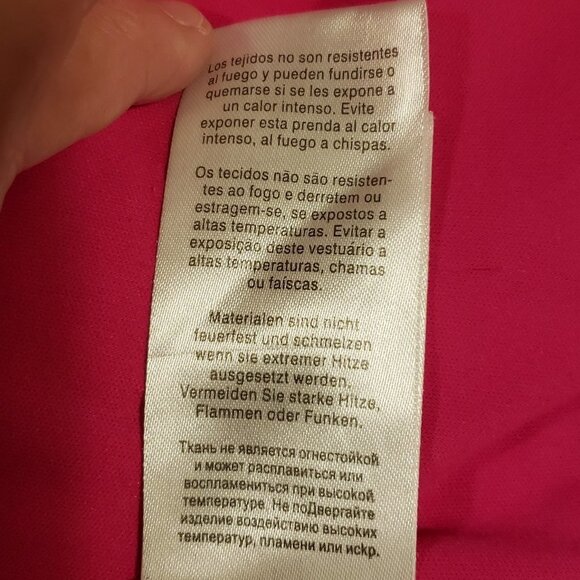 Los tejidos no son resistentes
al fuego y pueden fundirse o
quemarse si se les expone a
un calor intenso. Evite
exponer esta prenda al calor
intenso, al fuego a chispas.
Os tecidos não são resisten-
tes ao fogo e derretem ou
estragem-se, se expostos a
altas temperaturas. Evitar a
exposição deste vestuário a
altas temperaturas, chamas
ou faíscas.
Materialen sind nicht
feuerfest und schmelzen
wenn sie extremer Hitze
ausgesetzt werden.
Vermeiden Sie starke Hitze,
Flammen oder Funken.
Ткань не является огнестойкой
и может расплавиться или
воспламениться при высокой
температуре. Не поДвергайте
изделие воздействию высоких
температур, пламени или искр.